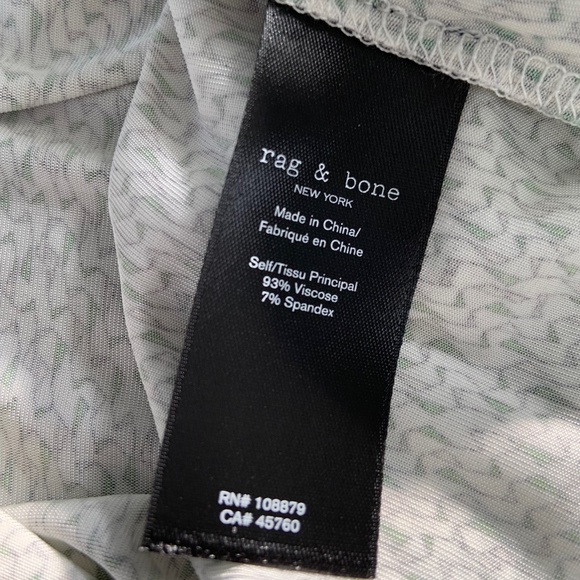 rag & bone
NEW YORK
Made in China/
Fabriqué en Chine
Self/Tissu Principal
93% Viscose
7% Spandex
RN# 108879
CA# 45760